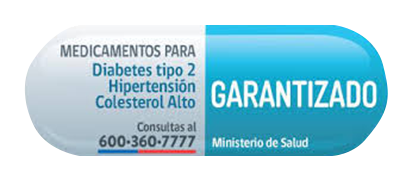 MEDICAMENTOS PARA
Diabetes tipo 2
Hipertensión
Colesterol Alto
Consultas al
600·360·7777
GARANTIZADO
Ministerio de Salud